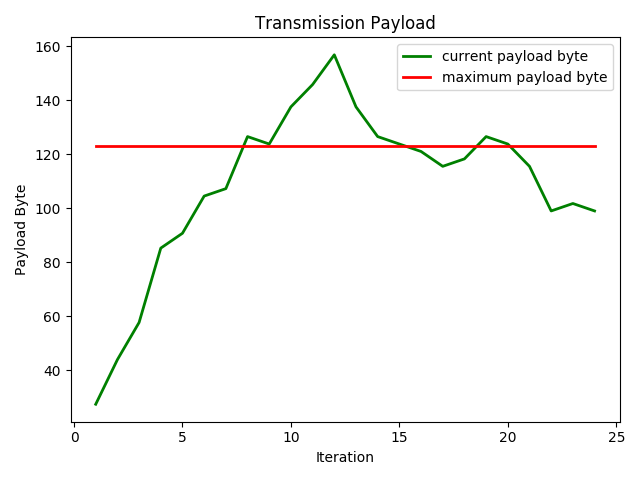 Transmission Payload
current payload byte
maximum payload byte
160
140
120
100
80
60
40
Payload Byte
0 5 10 15 20 25
Iteration